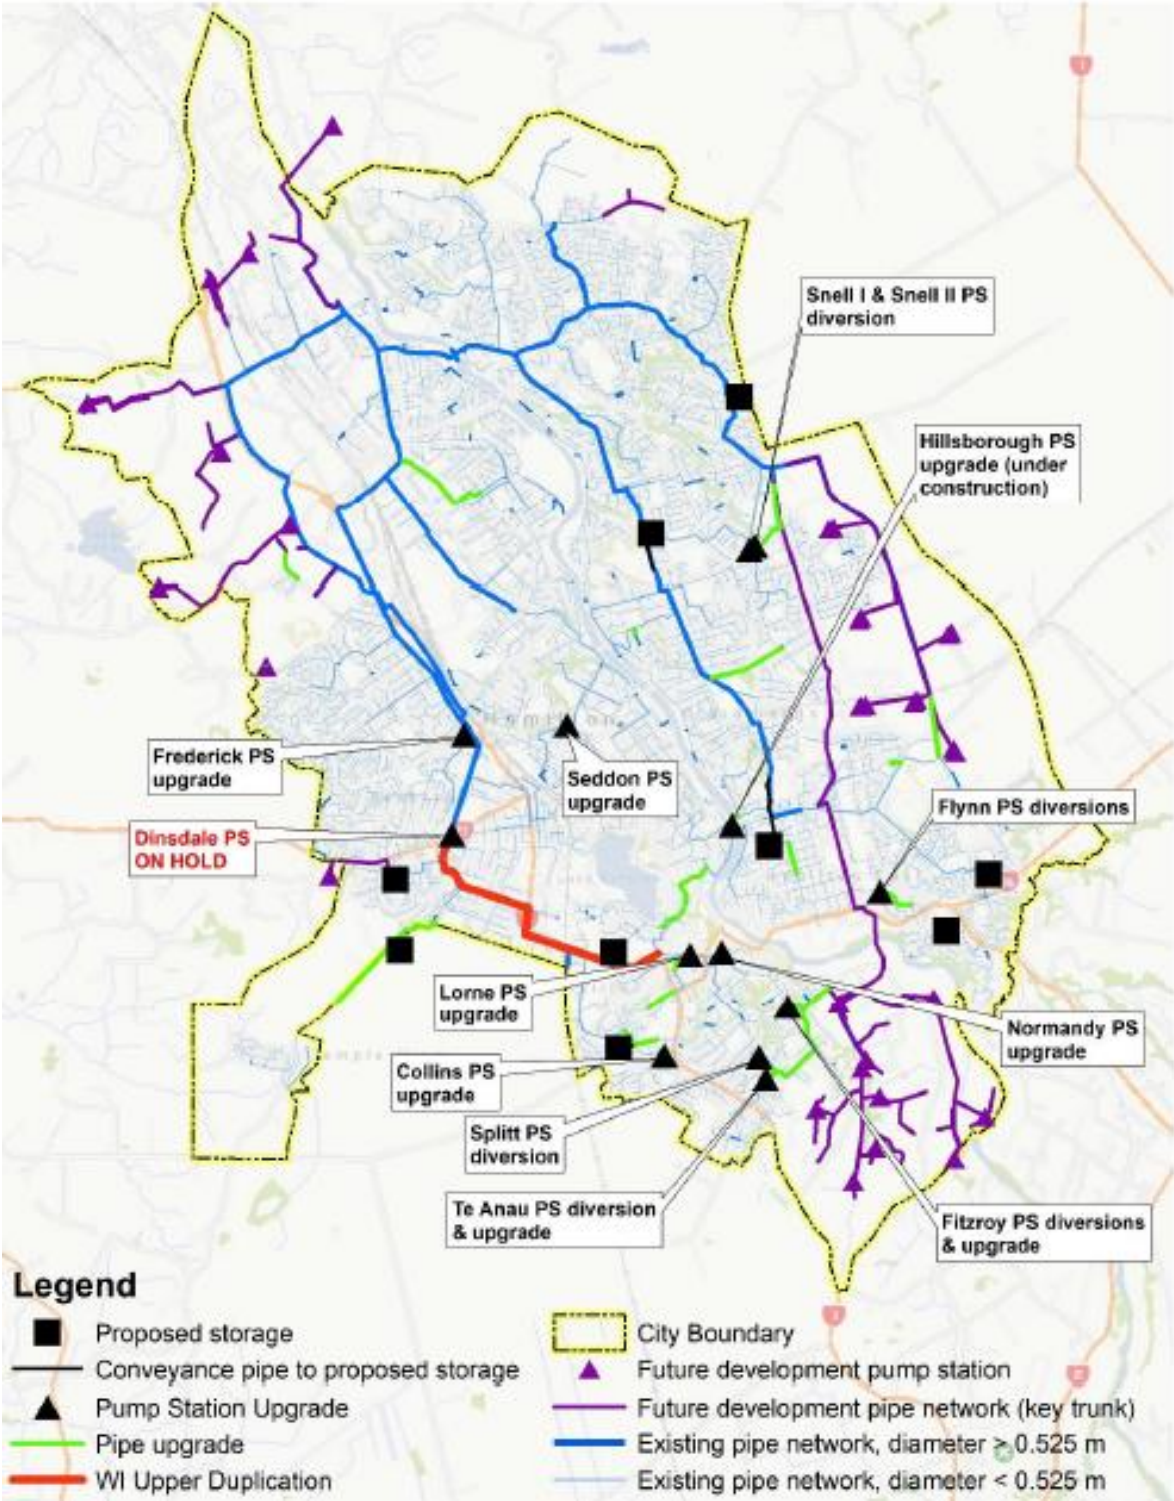 Snell I & Snell II PS
diversion
Hillsborough PS
upgrade (under
construction)
Hamilton
Frederick PS
upgrade
Seddon PS
upgrade
Flynn PS diversions
Dinsdale PS
ON HOLD
Lorne PS
upgrade
Normandy PS
upgrade
Collins PS
upgrade
Splitt PS
diversion
Te Anau PS diversion
& upgrade
Fitzroy PS diversions
& upgrade
Legend
Proposed storage
Conveyance pipe to proposed storage
Pump Station Upgrade
Pipe upgrade
WI Upper Duplication
City Boundary
Future development pump station
Future development pipe network (key trunk)
Existing pipe network, diameter > 0.525 m
Existing pipe network, diameter < 0.525 m